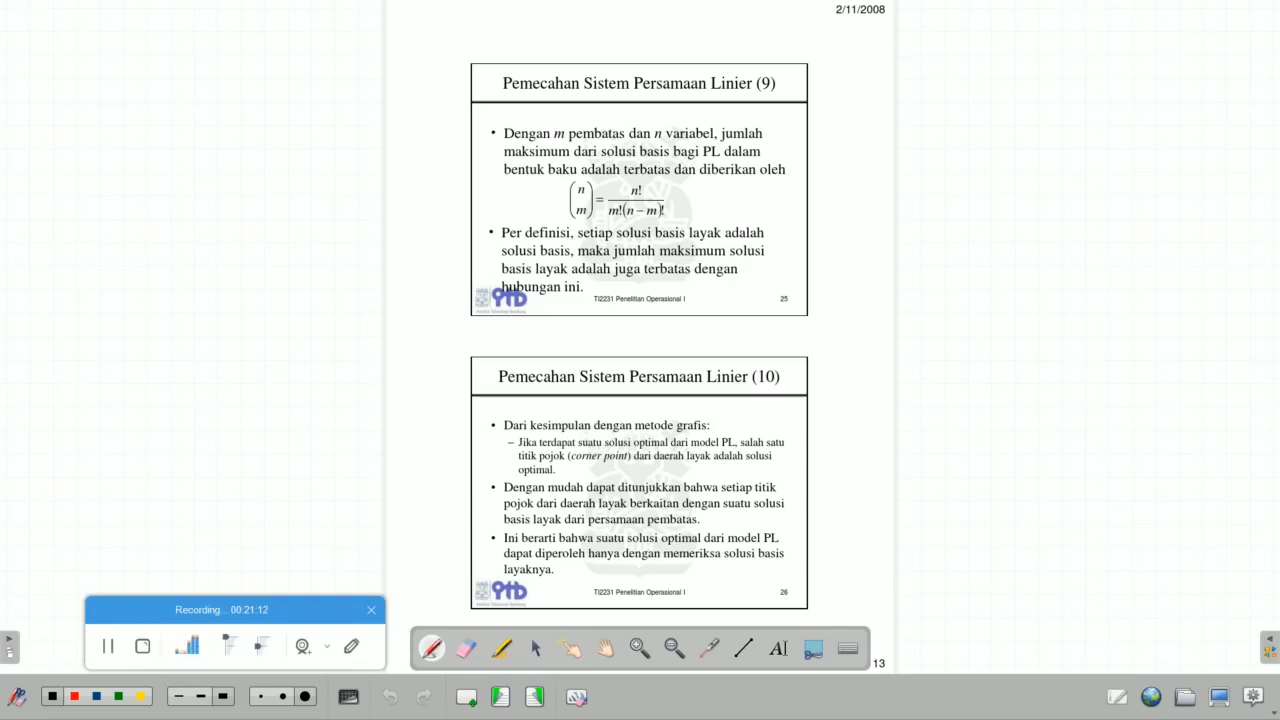 2/11/2008
Pemecahan Sistem Persamaan Linier (9)
• Dengan m pembatas dan n variabel, jumlah
maksimum dari solusi basis bagi PL dalam
bentuk baku adalah terbatas dan diberikan oleh
(n m) = n! / m!(n − m)!
• Per definisi, setiap solusi basis layak adalah
solusi basis, maka jumlah maksimum solusi
basis layak adalah juga terbatas dengan
hubungan ini.
TI2231 Penelitian Operasional I
25
Pemecahan Sistem Persamaan Linier (10)
• Dari kesimpulan dengan metode grafis:
– Jika terdapat suatu solusi optimal dari model PL, salah satu
titik pojok (corner point) dari daerah layak adalah solusi
optimal.
• Dengan mudah dapat ditunjukkan bahwa setiap titik
pojok dari daerah layak berkaitan dengan suatu solusi
basis layak dari persamaan pembatas.
• Ini berarti bahwa suatu solusi optimal dari model PL
dapat diperoleh hanya dengan memeriksa solusi basis
layaknya.
TI2231 Penelitian Operasional I
26
Recording... 00:21:12
13